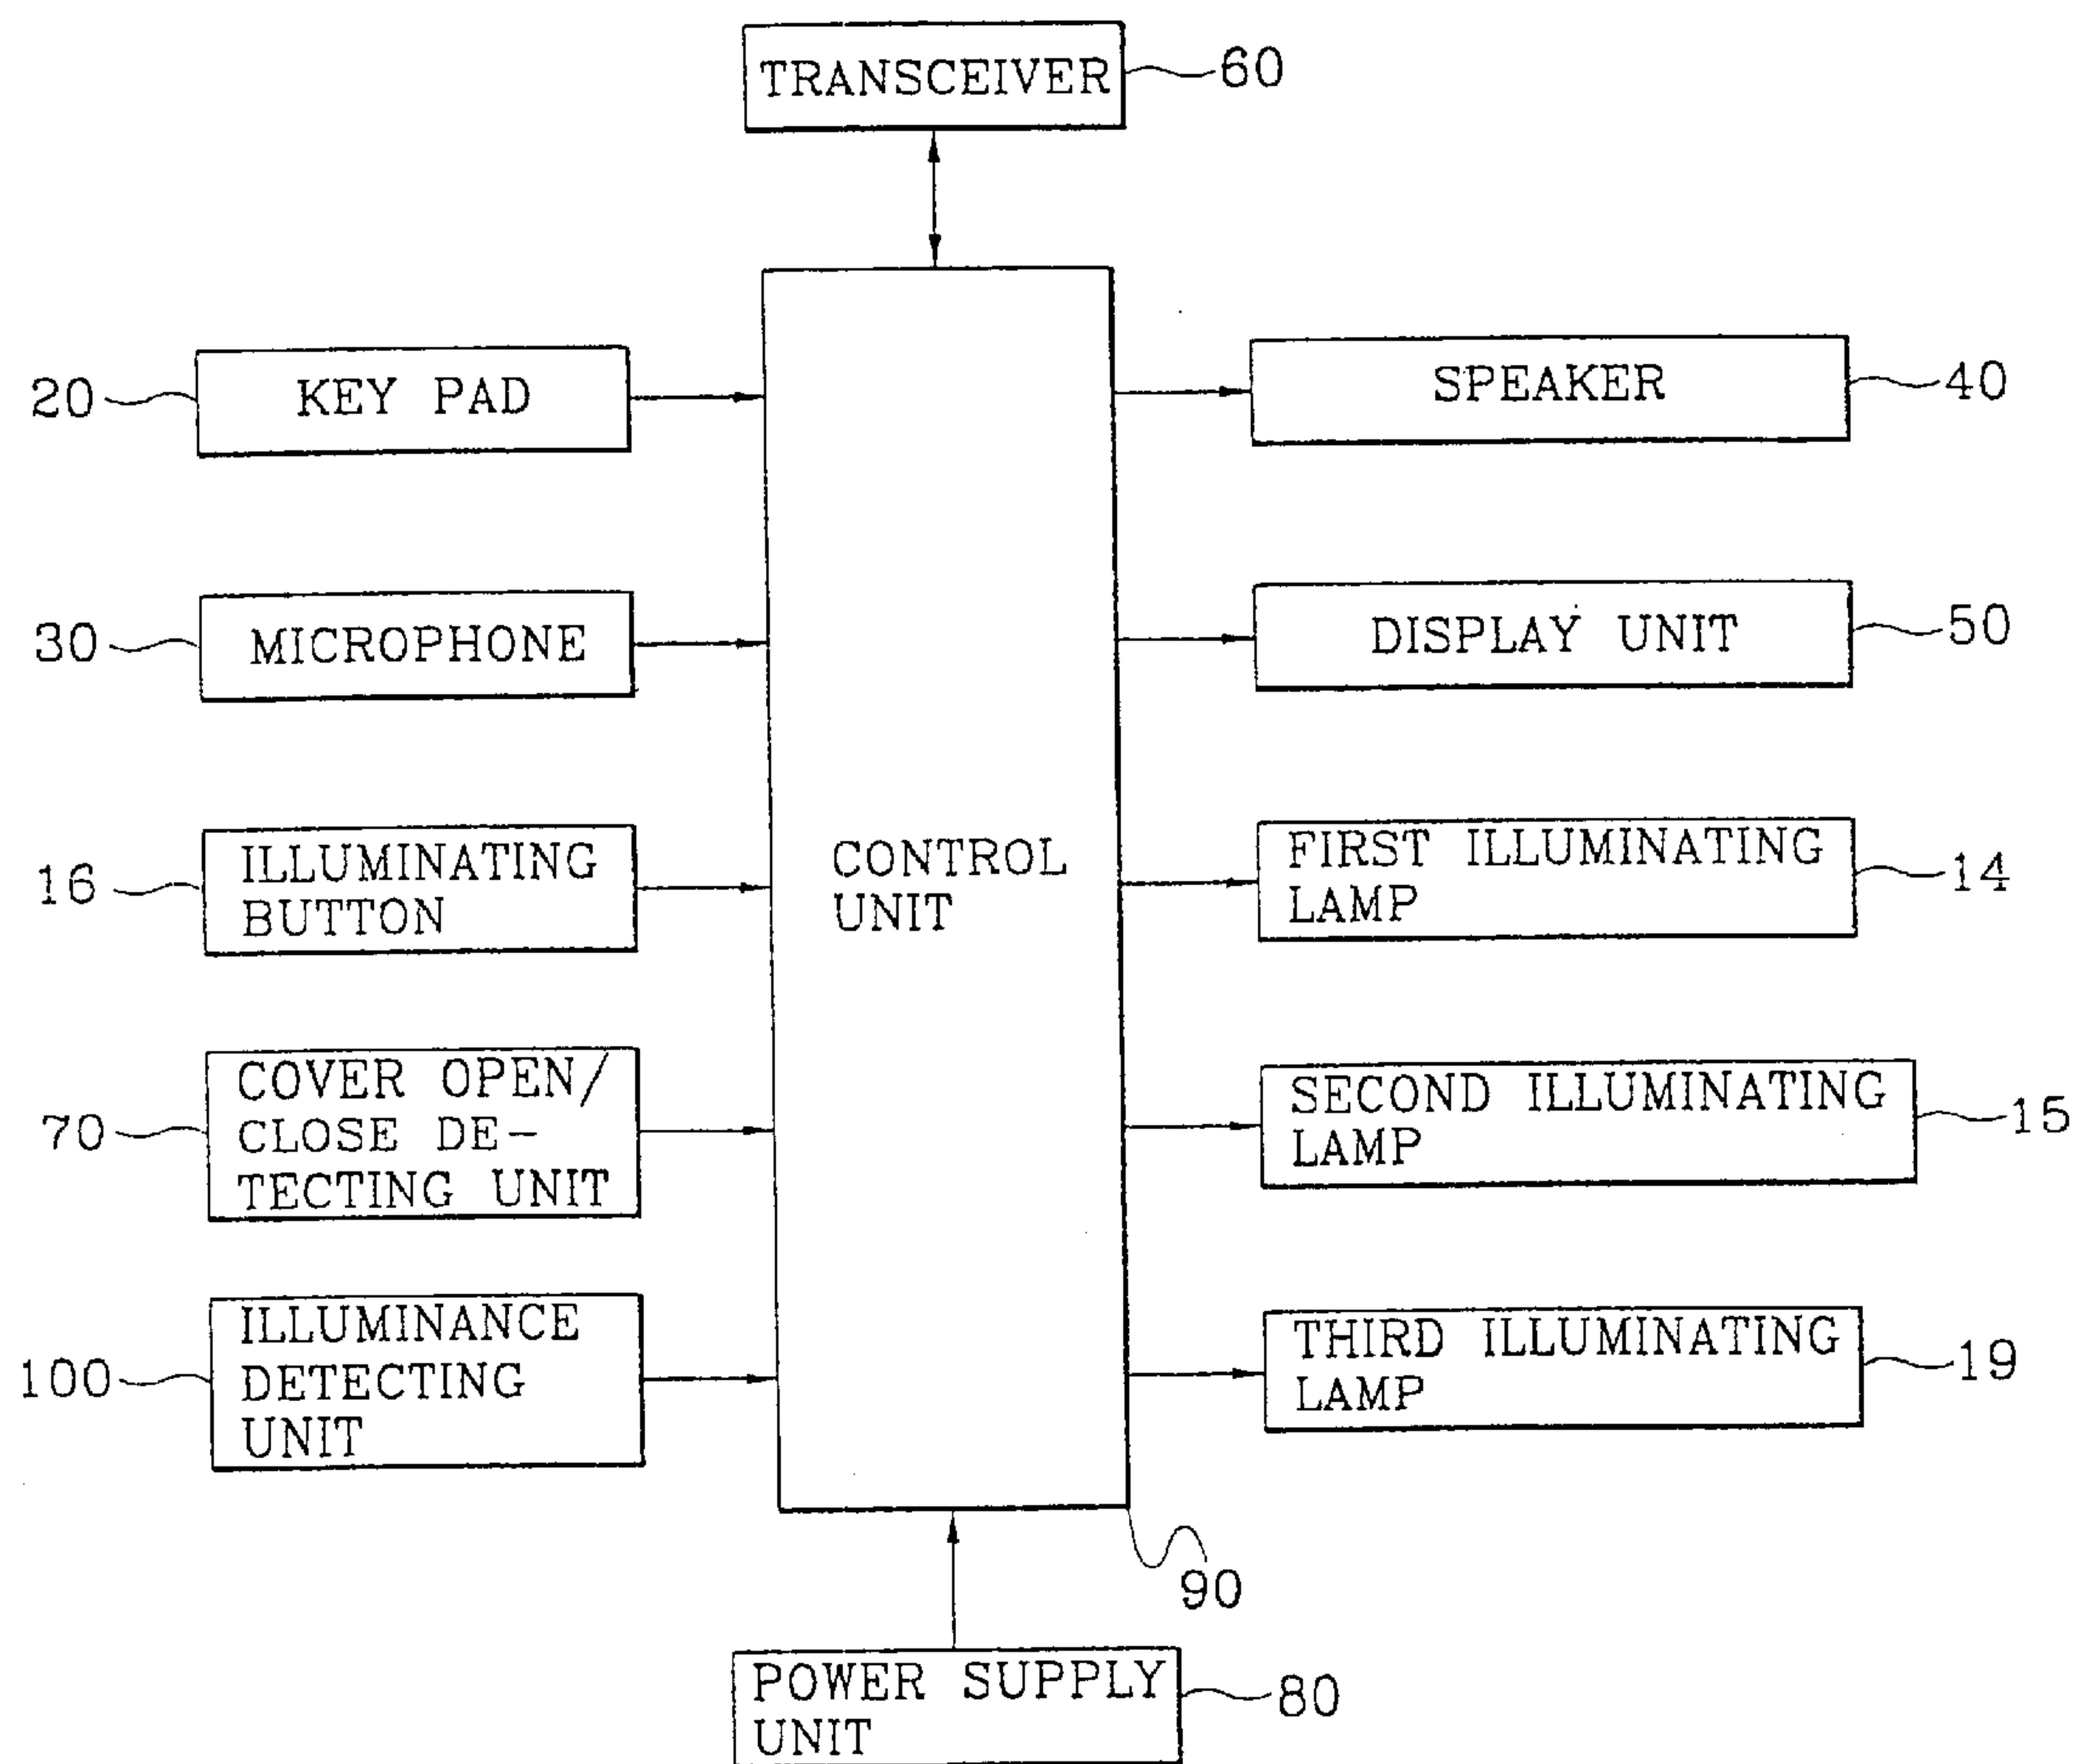 TRANSCEIVER
60
20
KEY PAD
SPEAKER
40
30
MICROPHONE
DISPLAY UNIT
50
16
ILLUMINATING
BUTTON
CONTROL
UNIT
FIRST ILLUMINATING
LAMP
14
70
COVER OPEN/
CLOSE DE-
TECTING UNIT
SECOND ILLUMINATING
LAMP
15
100
ILLUMINANCE
DETECTING
UNIT
THIRD ILLUMINATING
LAMP
19
90
POWER SUPPLY
UNIT
80